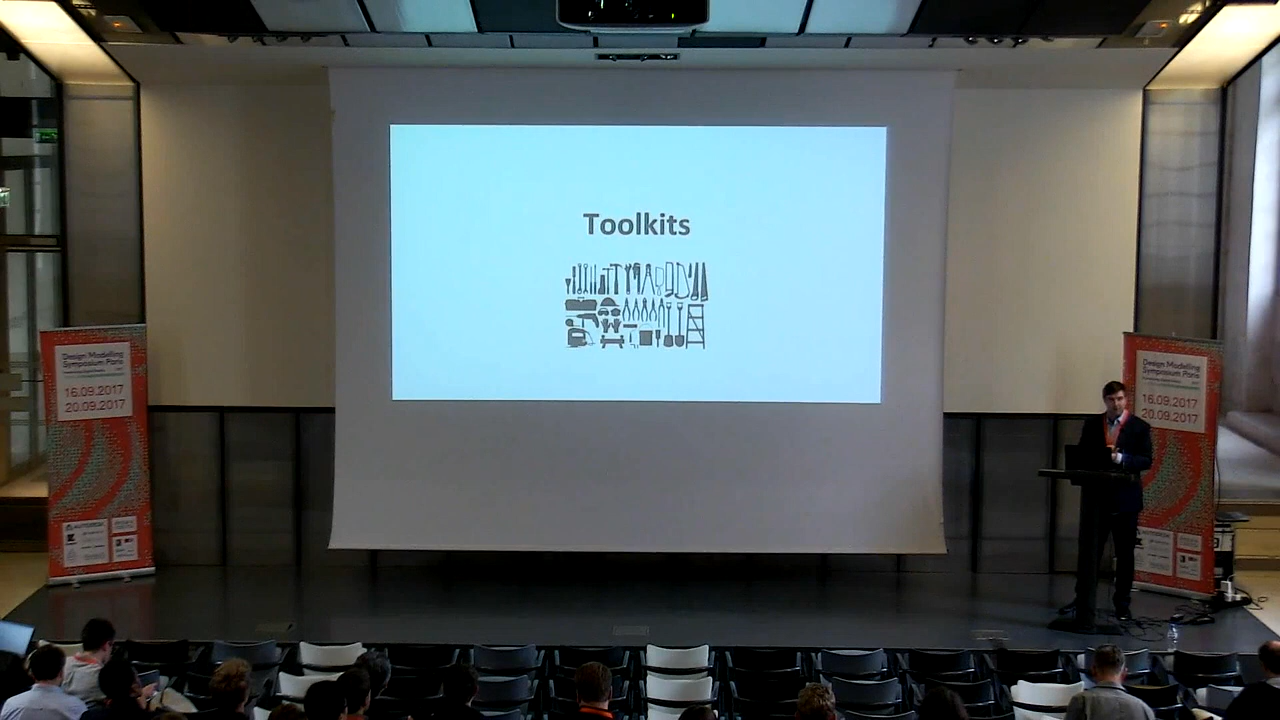 Toolkits
Design Modelling
Symposium Paris
16.09.2017
20.09.2017
AUTODESK
Design Modelling
Symposium Paris
16.09.2017
20.09.2017